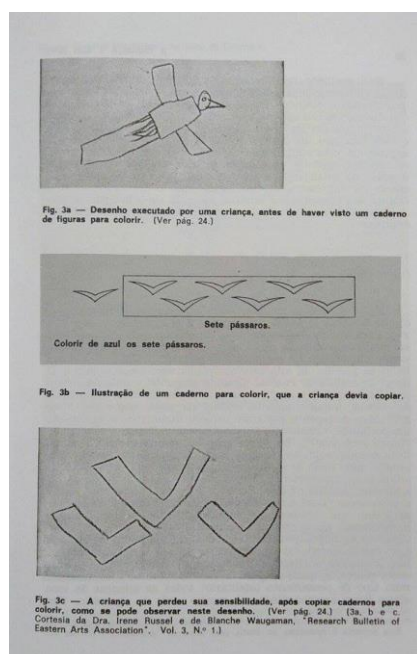 Fig. 3a — Desenho executado por uma criança, antes de haver visto um caderno
de figuras para colorir. (Ver pág. 24.)
Sete pássaros.
Colorir de azul os sete pássaros.
Fig. 3b — Ilustração de um caderno para colorir, que a criança devia copiar.
Fig. 3c — A criança que perdeu sua sensibilidade, após copiar cadernos para
colorir, como se pode observar neste desenho. (Ver pág. 24.) (3a, b e c.
Cortesia da Dra. Irene Russel e de Blanche Waugaman, "Research Bulletin of
Eastern Arts Association", Vol. 3, N.º 1.)